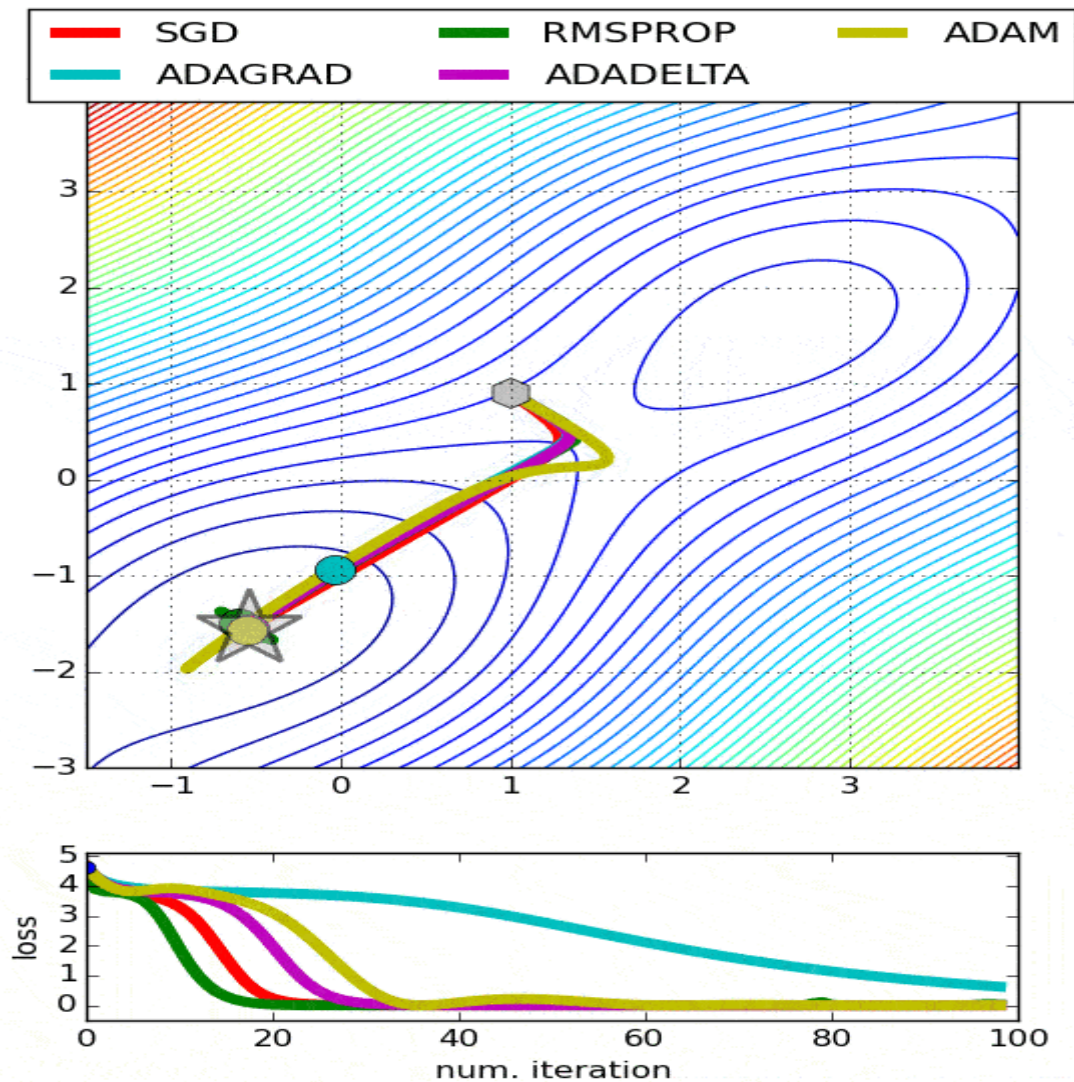 SGD RMSPROP ADAM
ADAGRAD ADADELTA
3
2
1
0
−1
−2
−3
−1 0 1 2 3
5
4
3
2
1
0
loss
0 20 40 60 80 100
num. iteration